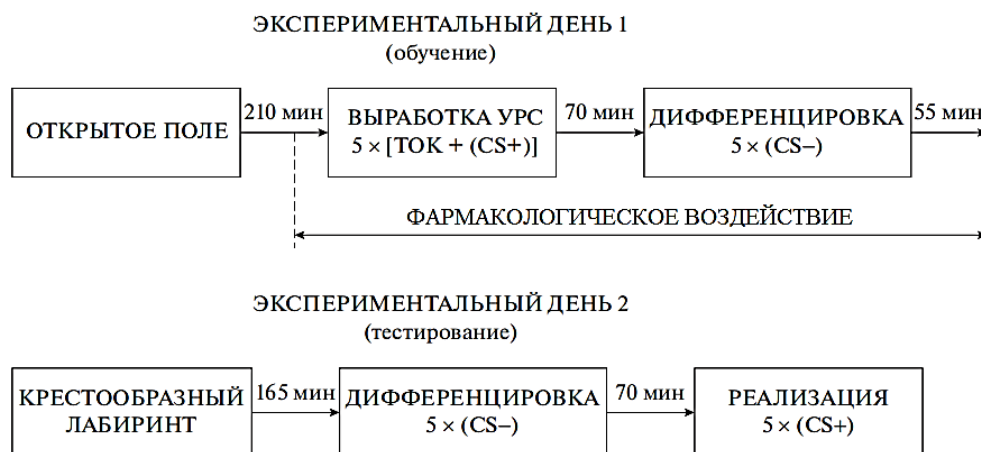 ЭКСПЕРИМЕНТАЛЬНЫЙ ДЕНЬ 1
(обучение)
ОТКРЫТОЕ ПОЛЕ
210 мин
ВЫРАБОТКА УРС
5 × [ТОК + (CS+)]
70 мин
ДИФФЕРЕНЦИРОВКА
5 × (CS–)
55 мин
ФАРМАКОЛОГИЧЕСКОЕ ВОЗДЕЙСТВИЕ
ЭКСПЕРИМЕНТАЛЬНЫЙ ДЕНЬ 2
(тестирование)
КРЕСТООБРАЗНЫЙ
ЛАБИРИНТ
165 мин
ДИФФЕРЕНЦИРОВКА
5 × (CS–)
70 мин
РЕАЛИЗАЦИЯ
5 × (CS+)